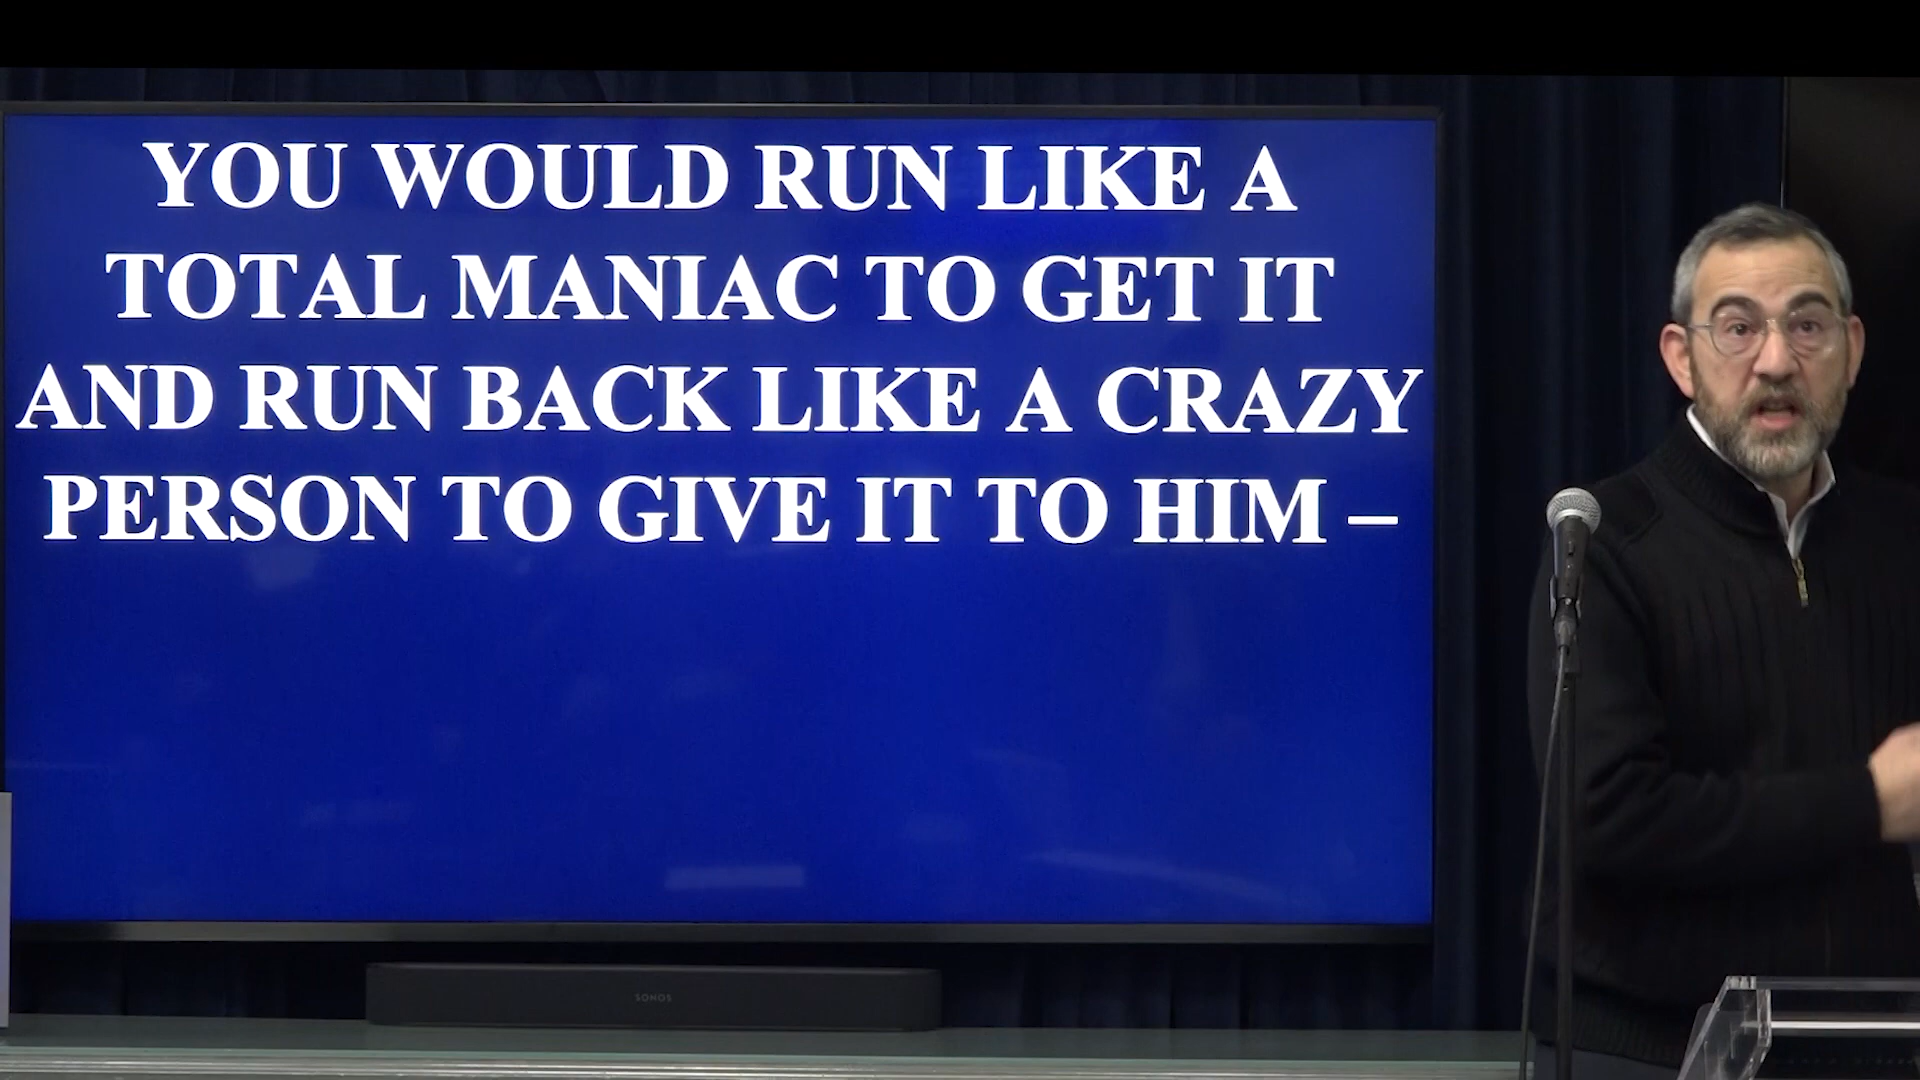 YOU WOULD RUN LIKE A
TOTAL MANIAC TO GET IT
AND RUN BACK LIKE A CRAZY
PERSON TO GIVE IT TO HIM –
SONOS